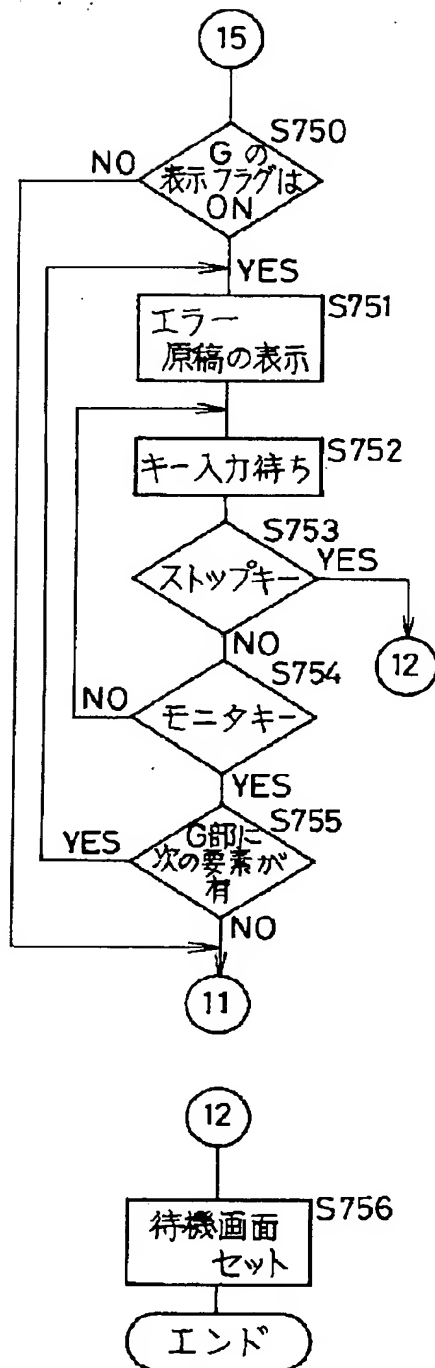 15
S750
Gの
表示フラグは
ON
NO
YES
S751
エラー
原稿の表示
S752
キー入力待ち
S753
ストップキー
YES
12
NO
S754
モニタキー
NO
YES
S755
G部に
次の要素が
有
YES
NO
11
12
S756
待機画面
セット
エンド